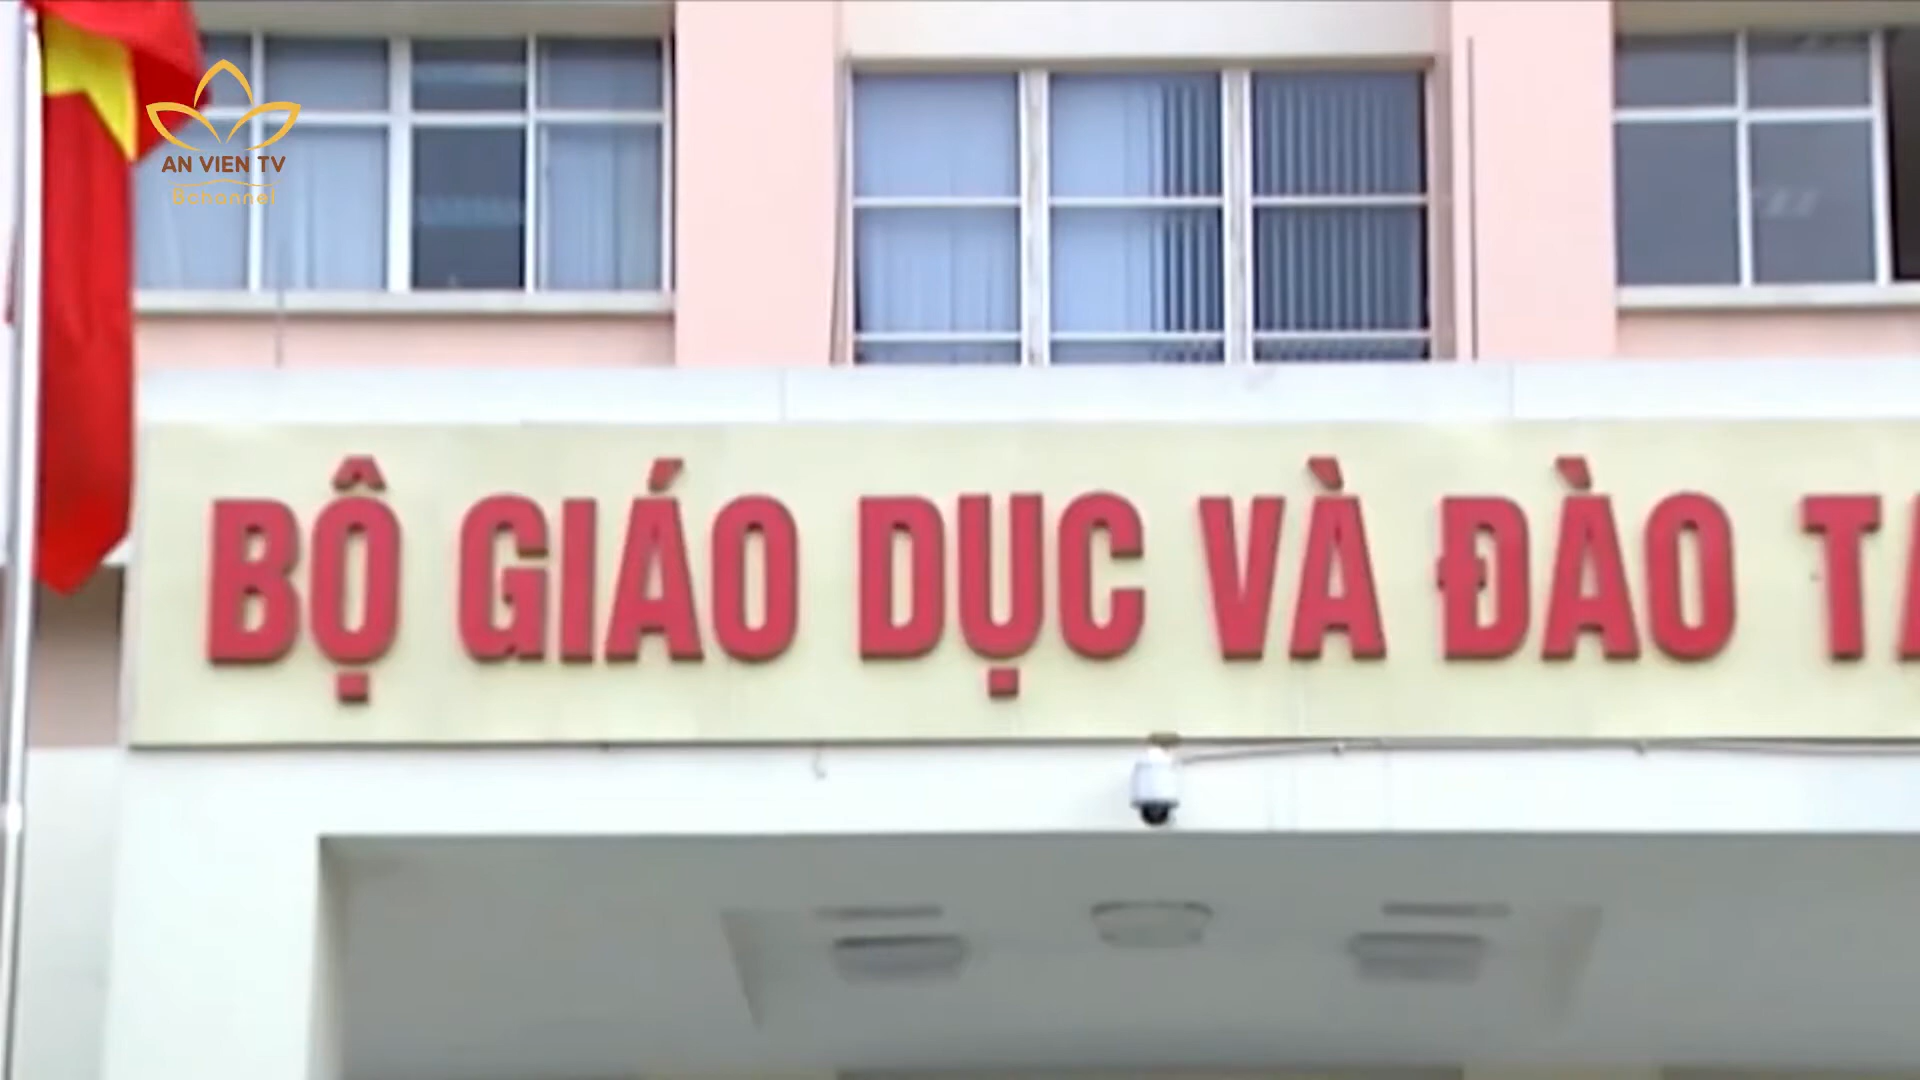 AN VIEN TV
Bchannel
BỘ GIÁO DỤC VÀ ĐÀO